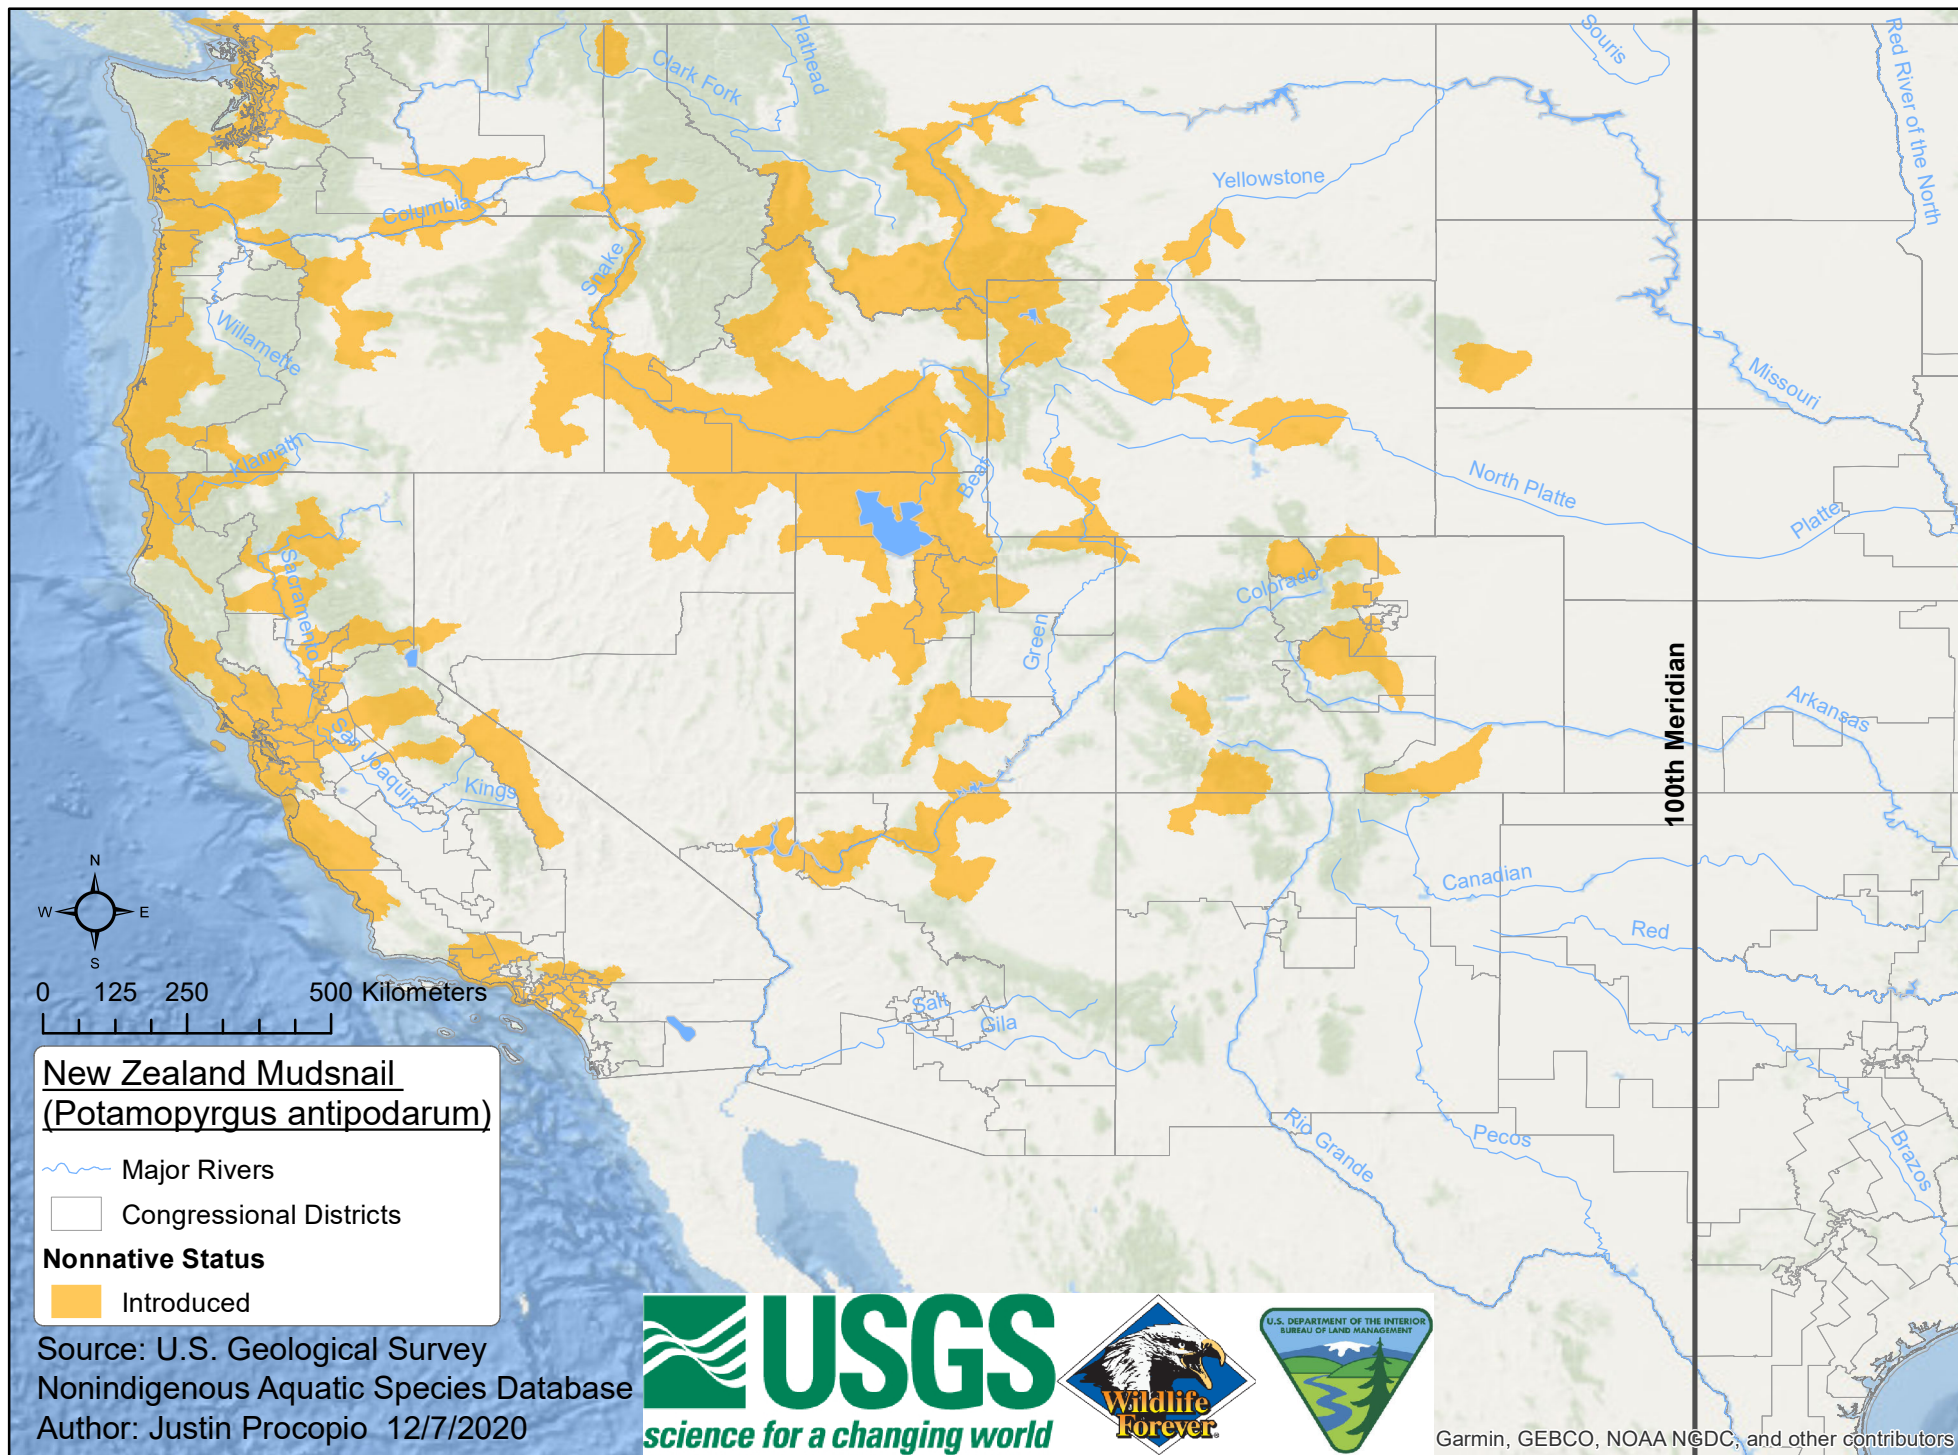 Souris
Red River of the North
Flathead
Clark Fork
Yellowstone
Columbia
Snake
Willamette
Missouri
Klamath
Bear
North Platte
Platte
Sacramento
Colorado
Green
100th Meridian
Arkansas
San Joaquin
Kings
Canadian
Red
Salt
Gila
Rio Grande
Pecos
Brazos
N
W E
S
0 125 250 500 Kilometers
New Zealand Mudsnail
(Potamopyrgus antipodarum)
Major Rivers
Congressional Districts
Nonnative Status
Introduced
Source: U.S. Geological Survey
Nonindigenous Aquatic Species Database
Author: Justin Procopio 12/7/2020
USGS
science for a changing world
Wildlife
Forever
U.S. DEPARTMENT OF THE INTERIOR
BUREAU OF LAND MANAGEMENT
Garmin, GEBCO, NOAA NGDC, and other contributors